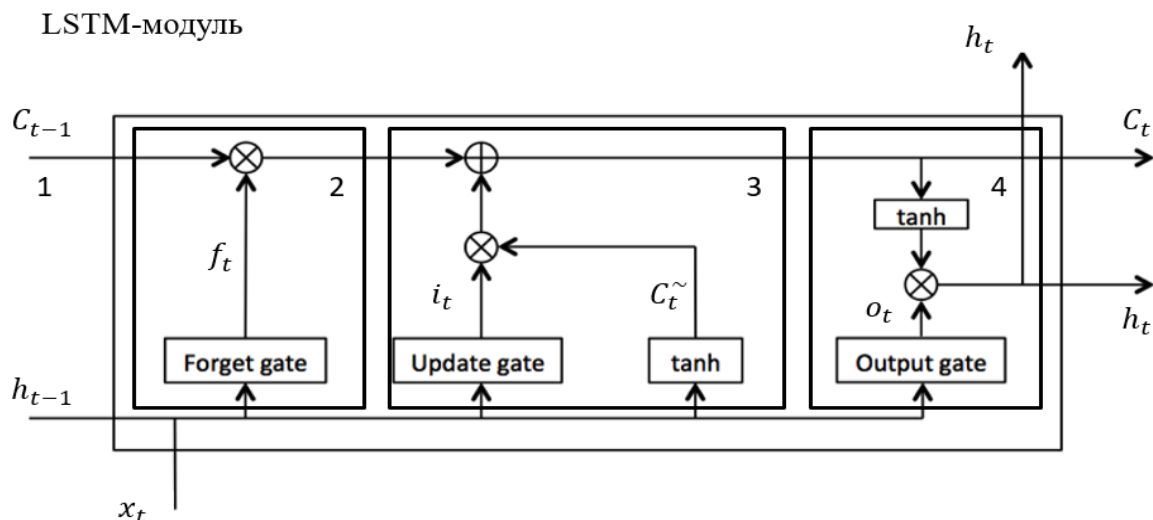 LSTM-модуль
h_t
C_{t-1}
C_t
1
2
3
4
tanh
f_t
i_t
C_t^~
o_t
h_t
Forget gate
Update gate
tanh
Output gate
h_{t-1}
x_t